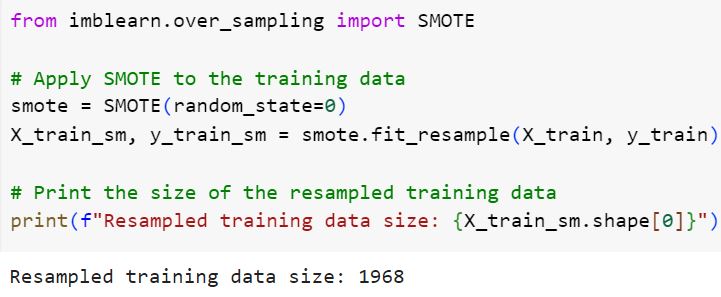 from imblearn.over_sampling import SMOTE
# Apply SMOTE to the training data
smote = SMOTE(random_state=0)
X_train_sm, y_train_sm = smote.fit_resample(X_train, y_train)
# Print the size of the resampled training data
print(f"Resampled training data size: {X_train_sm.shape[0]}")
Resampled training data size: 1968